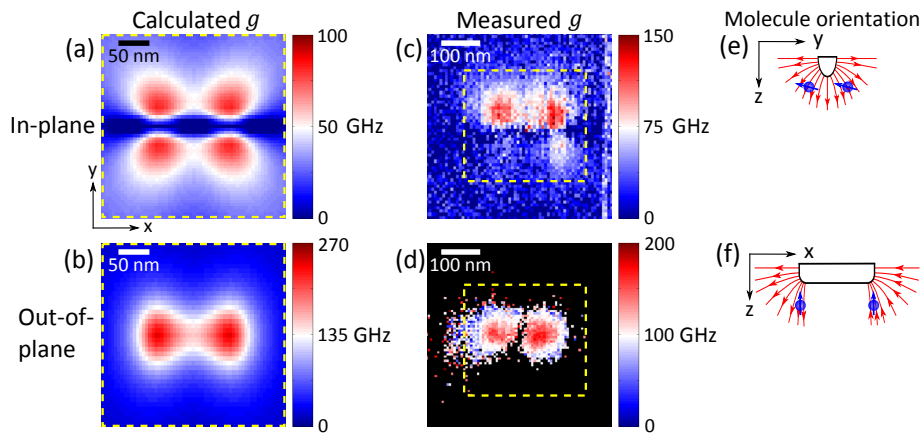 Calculated g
Measured g
Molecule orientation
In-plane
(a)
50 nm
y
x
100
50 GHz
0
(c)
100 nm
150
75 GHz
0
(e)
y
z
Out-of-
plane
(b)
50 nm
270
135 GHz
0
(d)
100 nm
200
100 GHz
0
(f)
x
z